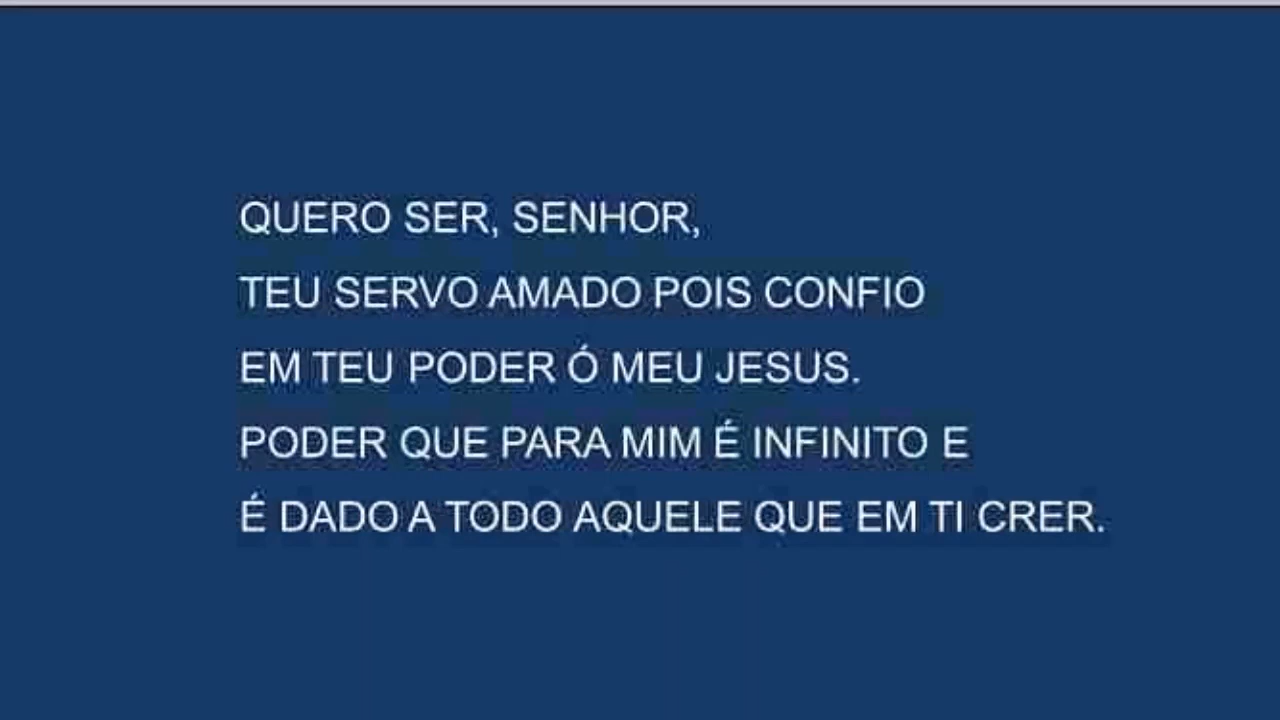 QUERO SER, SENHOR,
TEU SERVO AMADO POIS CONFIO
EM TEU PODER Ó MEU JESUS.
PODER QUE PARA MIM É INFINITO E
É DADO A TODO AQUELE QUE EM TI CRER.